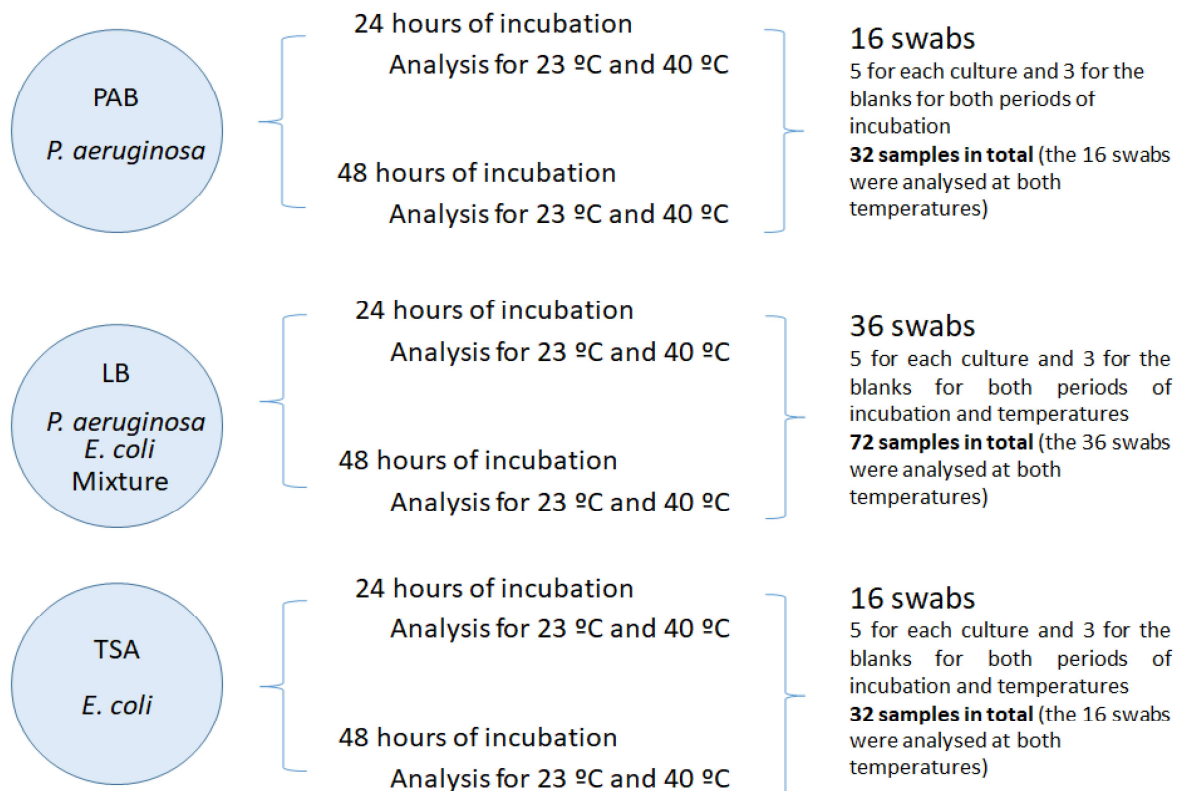 PAB
P. aeruginosa
24 hours of incubation
Analysis for 23 ºC and 40 ºC
48 hours of incubation
Analysis for 23 ºC and 40 ºC
16 swabs
5 for each culture and 3 for the
blanks for both periods of
incubation
32 samples in total (the 16 swabs
were analysed at both
temperatures)
LB
P. aeruginosa
E. coli
Mixture
24 hours of incubation
Analysis for 23 ºC and 40 ºC
48 hours of incubation
Analysis for 23 ºC and 40 ºC
36 swabs
5 for each culture and 3 for the
blanks for both periods of
incubation and temperatures
72 samples in total (the 36 swabs
were analysed at both
temperatures)
TSA
E. coli
24 hours of incubation
Analysis for 23 ºC and 40 ºC
48 hours of incubation
Analysis for 23 ºC and 40 ºC
16 swabs
5 for each culture and 3 for the
blanks for both periods of
incubation and temperatures
32 samples in total (the 16 swabs
were analysed at both
temperatures)